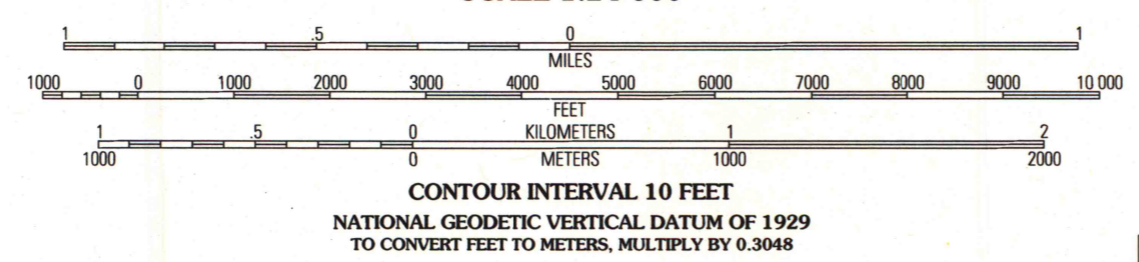 1 .5 0 1
MILES
1000 0 1000 2000 3000 4000 5000 6000 7000 8000 9000 10 000
FEET
1 .5 0 KILOMETERS 1 2
1000 0 METERS 1000 2000
CONTOUR INTERVAL 10 FEET
NATIONAL GEODETIC VERTICAL DATUM OF 1929
TO CONVERT FEET TO METERS, MULTIPLY BY 0.3048